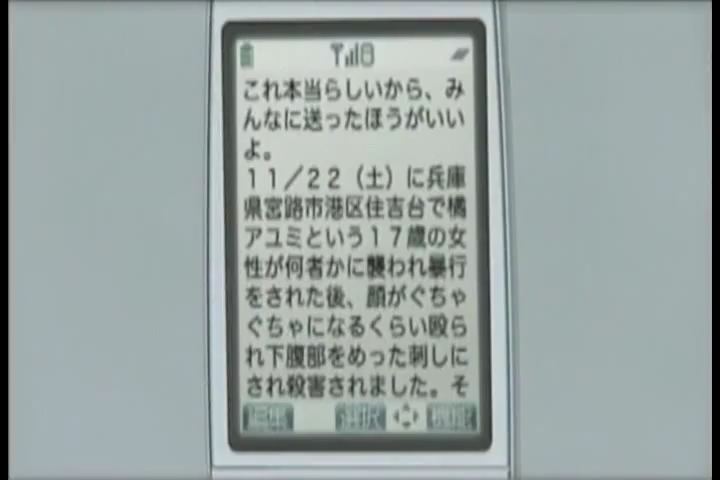 これ本当らしいから、み
んなに送ったほうがいい
よ。
１１／２２（土）に兵庫
県宮路市港区住吉台で橘
アユミという１７歳の女
性が何者かに襲われ暴行
をされた後、顔がぐちゃ
ぐちゃになるくらい殴ら
れ下腹部をめった刺しに
され殺害されました。そ
選択